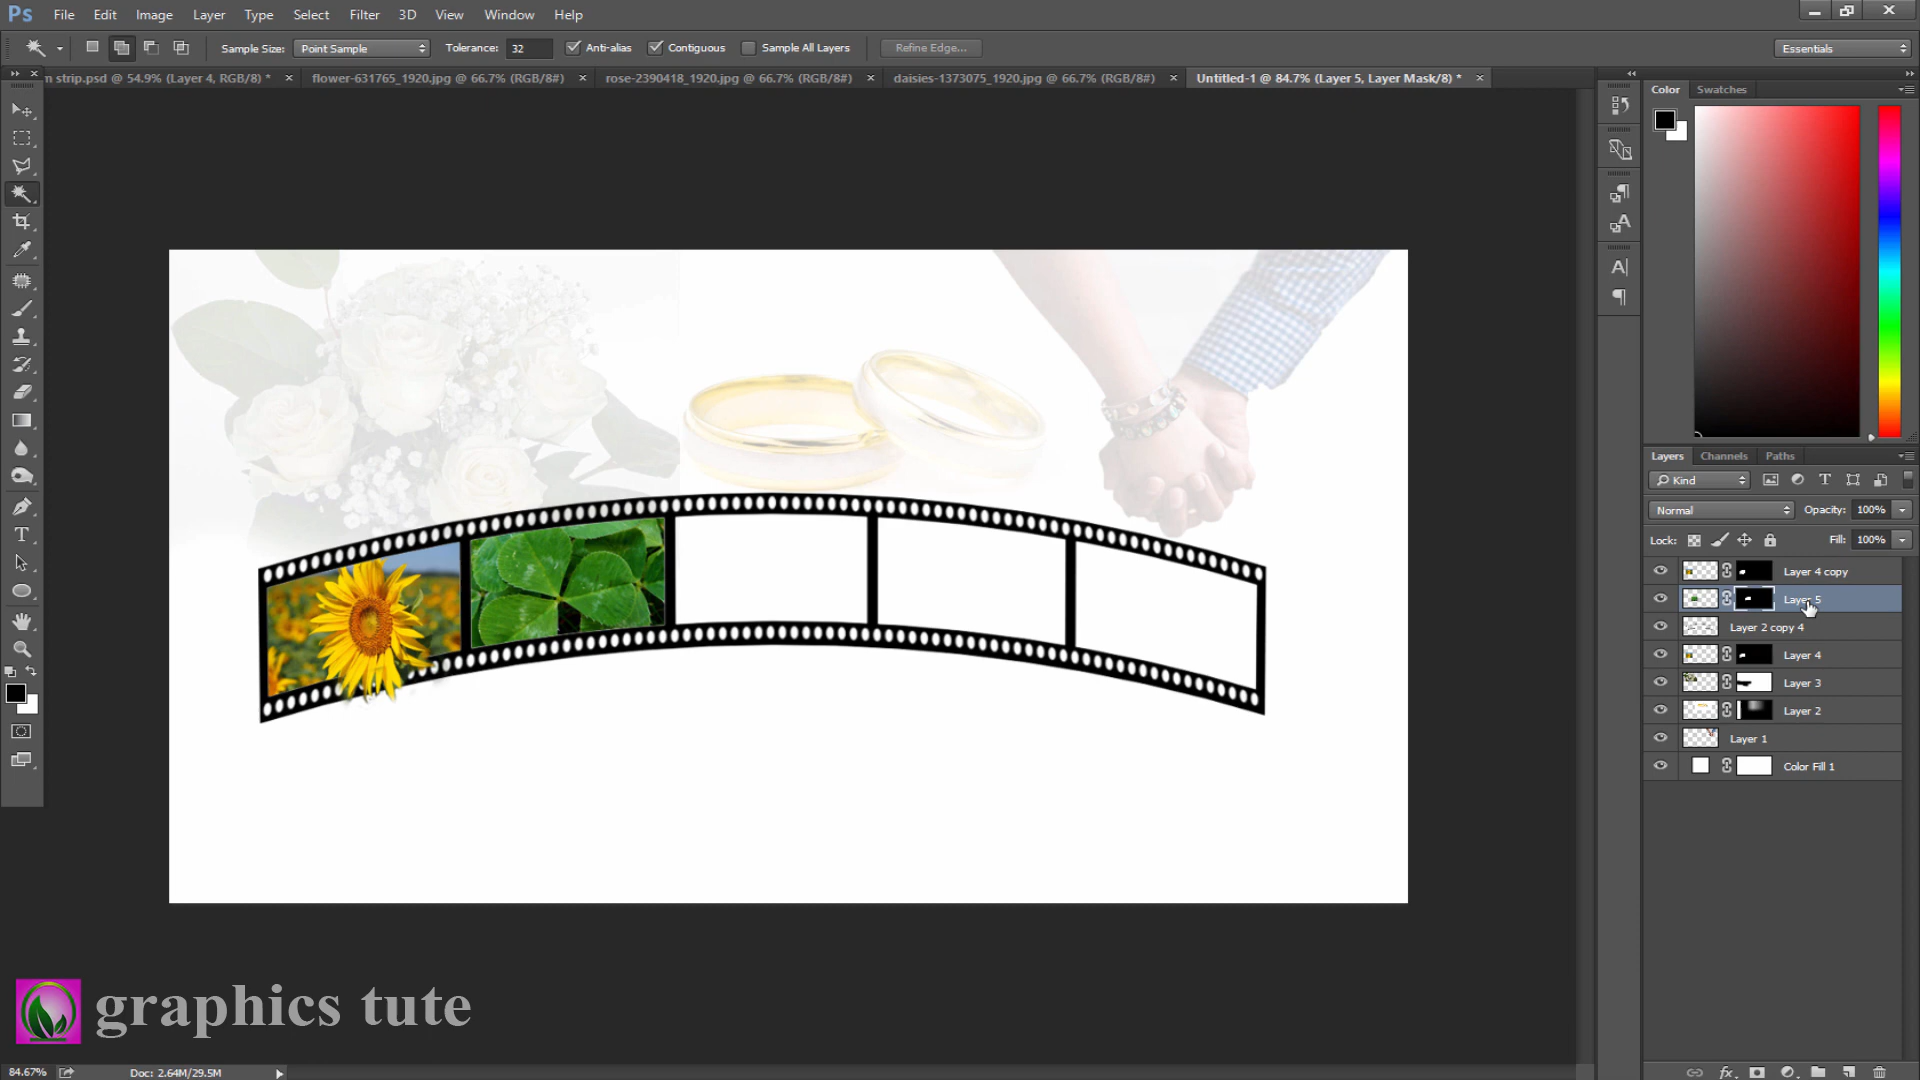 Ps File Edit Image Layer Type Select Filter 3D View Window Help
Sample Size: Point Sample Tolerance: 32 Anti-alias Contiguous Sample All Layers Refine Edge... Essentials
m strip.psd @ 54.9% (Layer 4, RGB/8) * × flower-631765_1920.jpg @ 66.7% (RGB/8#) × rose-2390418_1920.jpg @ 66.7% (RGB/8#) × daisies-1373075_1920.jpg @ 66.7% (RGB/8#) × Untitled-1 @ 84.7% (Layer 5, Layer Mask/8) * ×
Color Swatches
Layers Channels Paths
Kind
Normal Opacity: 100%
Lock: Fill: 100%
Layer 4 copy
Layer 5
Layer 2 copy 4
Layer 4
Layer 3
Layer 2
Layer 1
Color Fill 1
graphics tute
84.67% Doc: 2.64M/29.5M